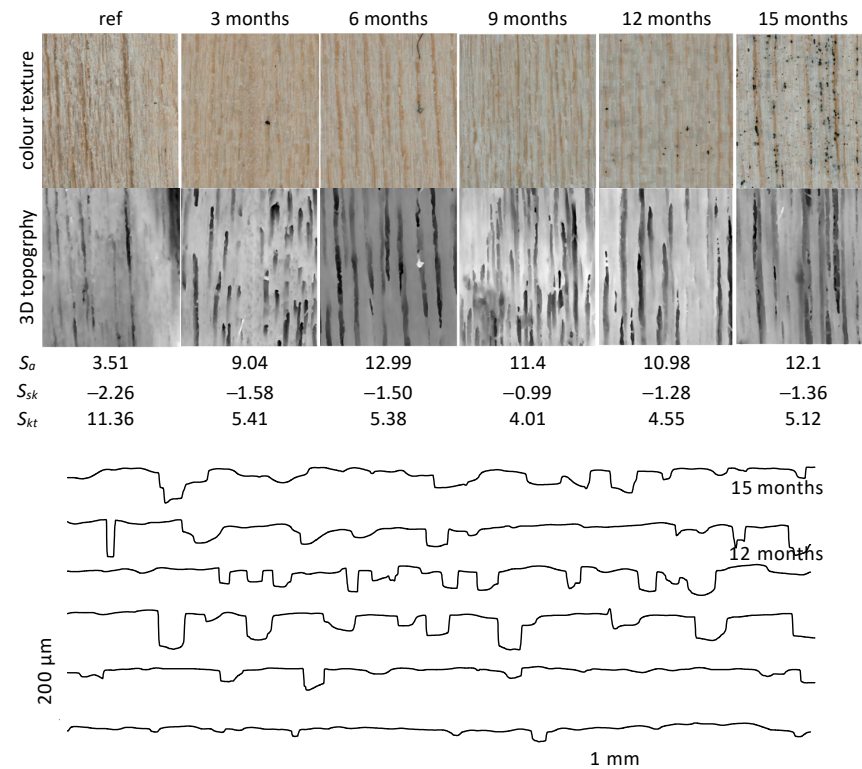 ref 3 months 6 months 9 months 12 months 15 months
colour texture
3D topogrphy
Sa 3.51 9.04 12.99 11.4 10.98 12.1
Ssk −2.26 −1.58 −1.50 −0.99 −1.28 −1.36
Skt 11.36 5.41 5.38 4.01 4.55 5.12
15 months
12 months
200 µm
1 mm